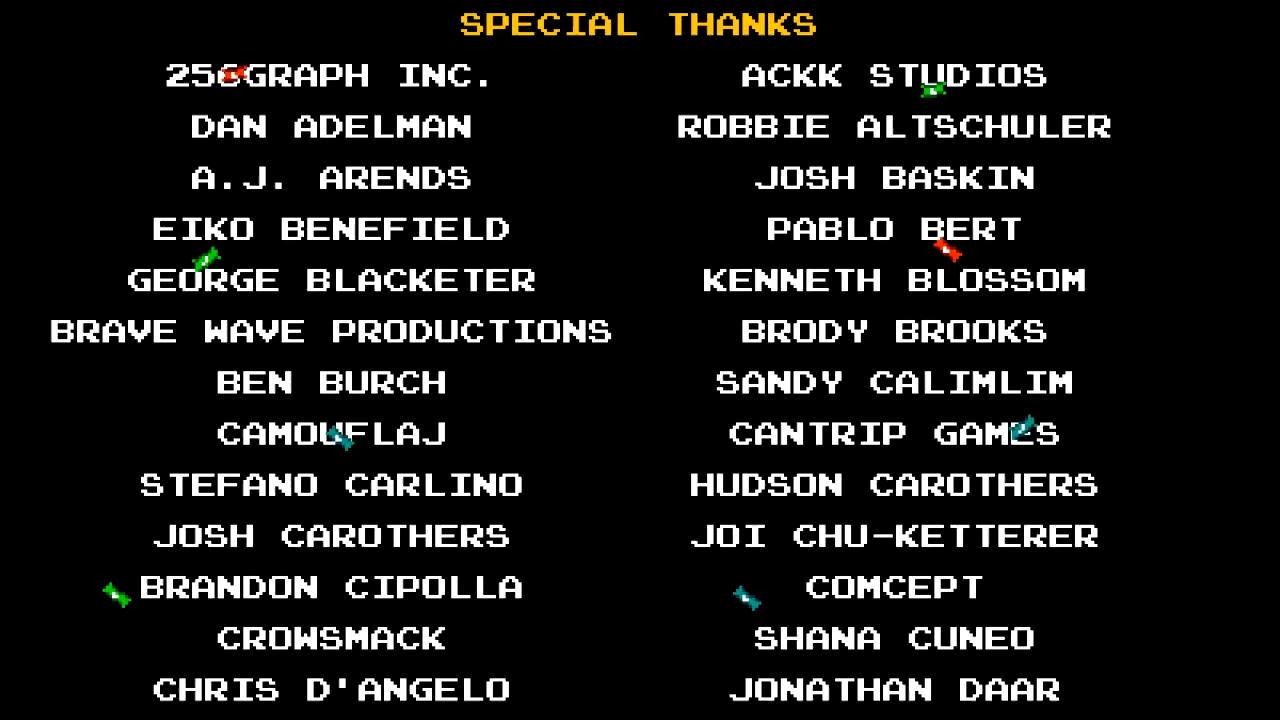 SPECIAL THANKS
256GRAPH INC. ACKK STUDIOS
DAN ADELMAN ROBBIE ALTSCHULER
A.J. ARENDS JOSH BASKIN
EIKO BENEFIELD PABLO BERT
GEORGE BLACKETER KENNETH BLOSSOM
BRAVE WAVE PRODUCTIONS BRODY BROOKS
BEN BURCH SANDY CALIMLIM
CAMOUFLAJ CANTRIP GAMES
STEFANO CARLINO HUDSON CAROTHERS
JOSH CAROTHERS JOI CHU-KETTERER
BRANDON CIPOLLA COMCEPT
CROWSMACK SHANA CUNEO
CHRIS D'ANGELO JONATHAN DAAR